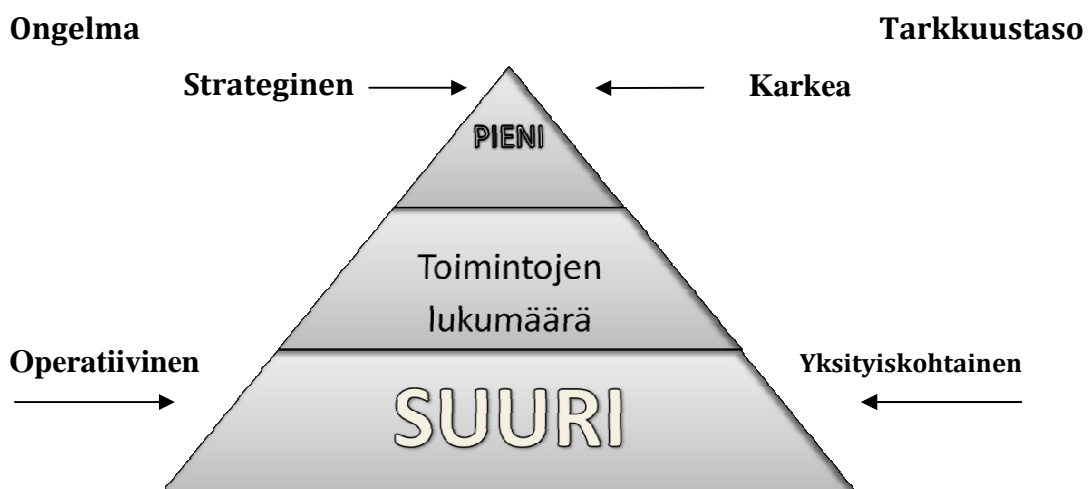 Ongelma
Tarkkuustaso
Strateginen
Karkea
PIENI
Toimintojen
lukumäärä
Operatiivinen
Yksityiskohtainen
SUURI